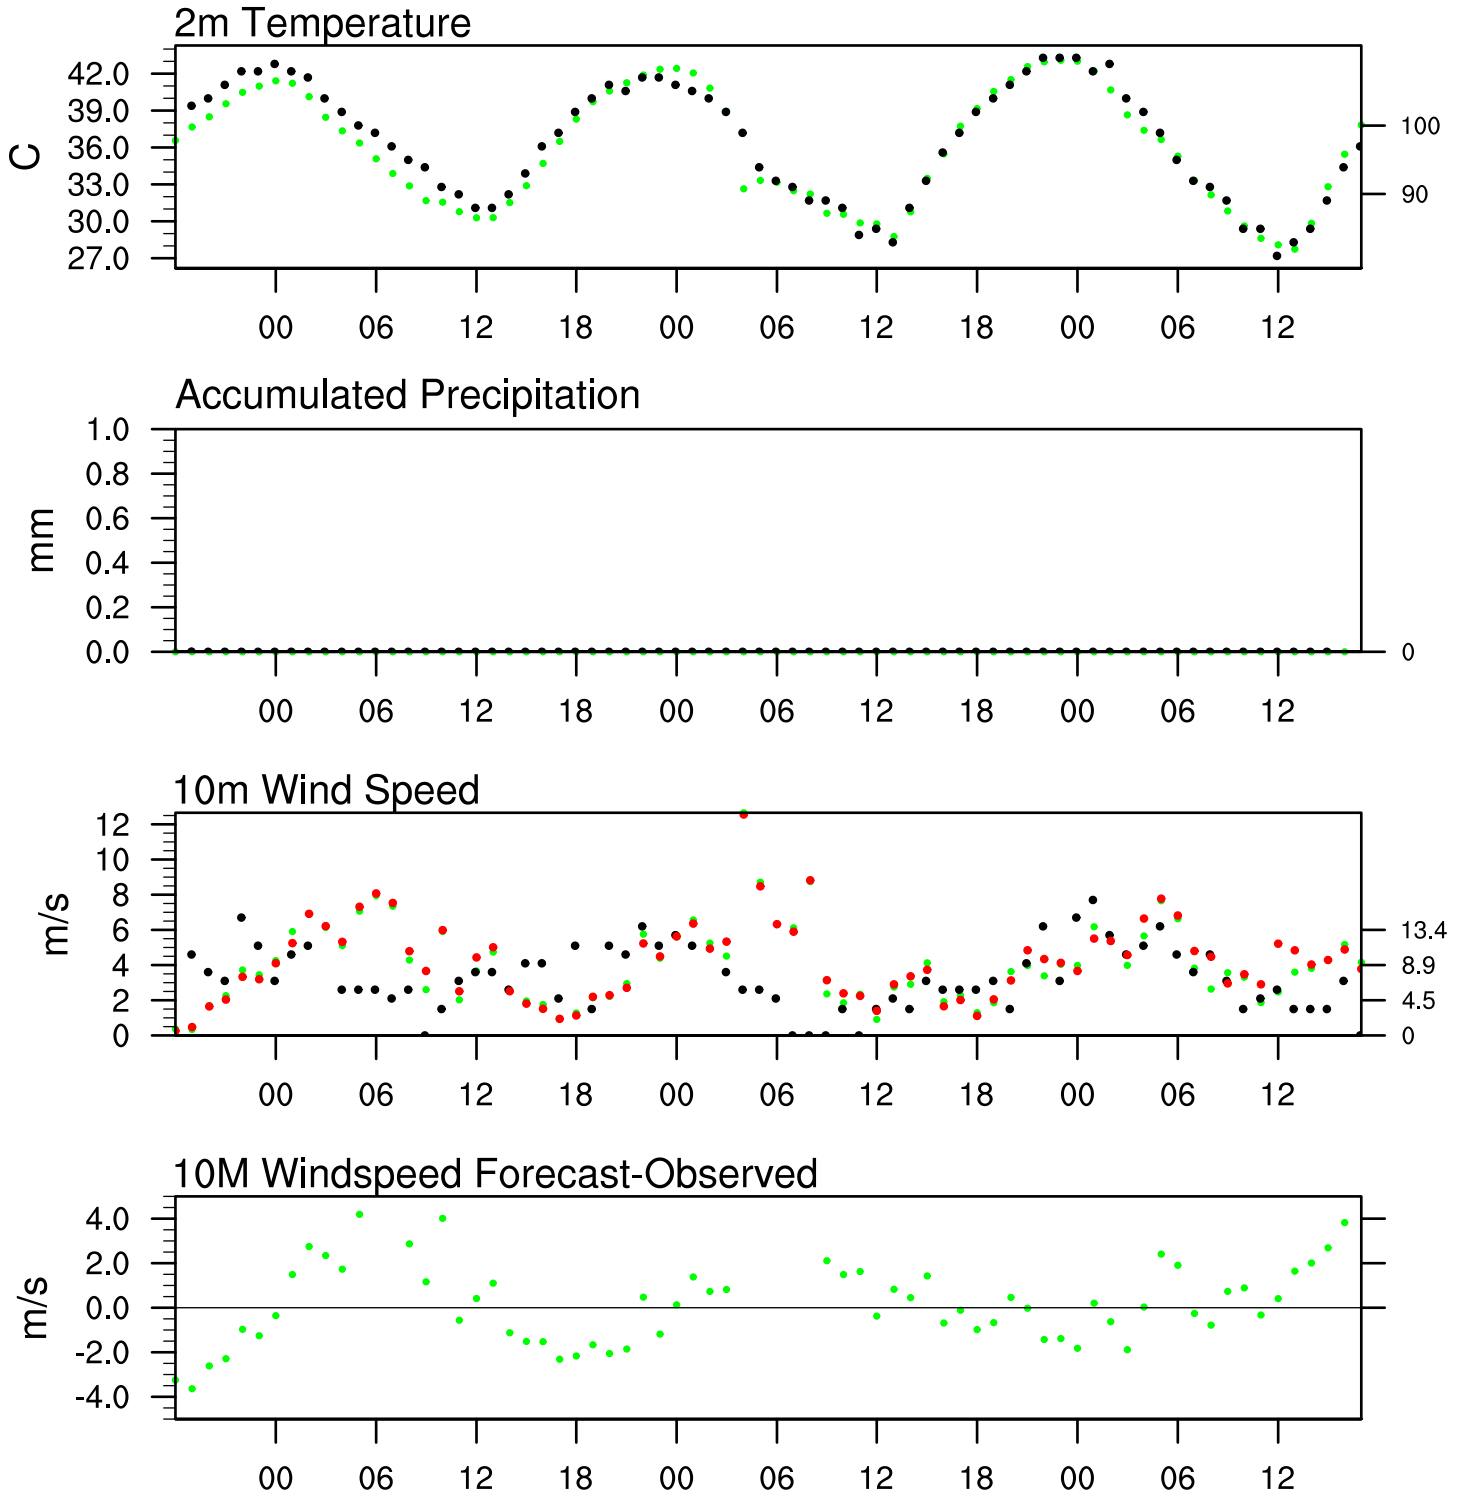 2m Temperature
42.0
39.0
36.0
33.0
30.0
27.0
C
100
90
00 06 12 18 00 06 12 18 00 06 12
Accumulated Precipitation
1.0
0.8
0.6
0.4
0.2
0.0
mm
0
00 06 12 18 00 06 12 18 00 06 12
10m Wind Speed
12
10
8
6
4
2
0
m/s
13.4
8.9
4.5
0
00 06 12 18 00 06 12 18 00 06 12
10M Windspeed Forecast-Observed
4.0
2.0
0.0
-2.0
-4.0
m/s
00 06 12 18 00 06 12 18 00 06 12